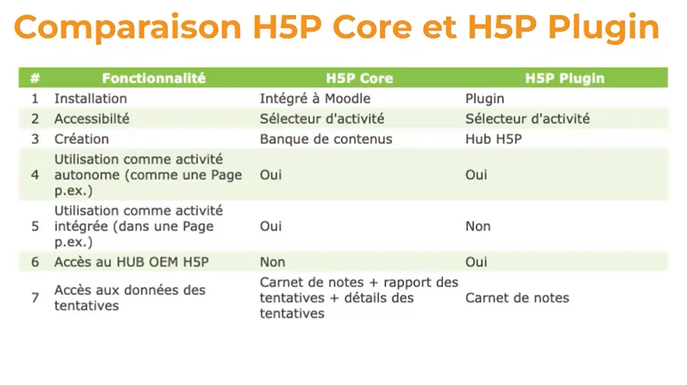 Comparaison H5P Core et H5P Plugin
# Fonctionnalité H5P Core H5P Plugin
1 Installation Intégré à Moodle Plugin
2 Accessibilté Sélecteur d'activité Sélecteur d'activité
3 Création Banque de contenus Hub H5P
4 Utilisation comme activité autonome (comme une Page p.ex.) Oui Oui
5 Utilisation comme activité intégrée (dans une Page p.ex.) Oui Non
6 Accès au HUB OEM H5P Non Oui
7 Accès aux données des tentatives Carnet de notes + rapport des tentatives + détails des tentatives Carnet de notes